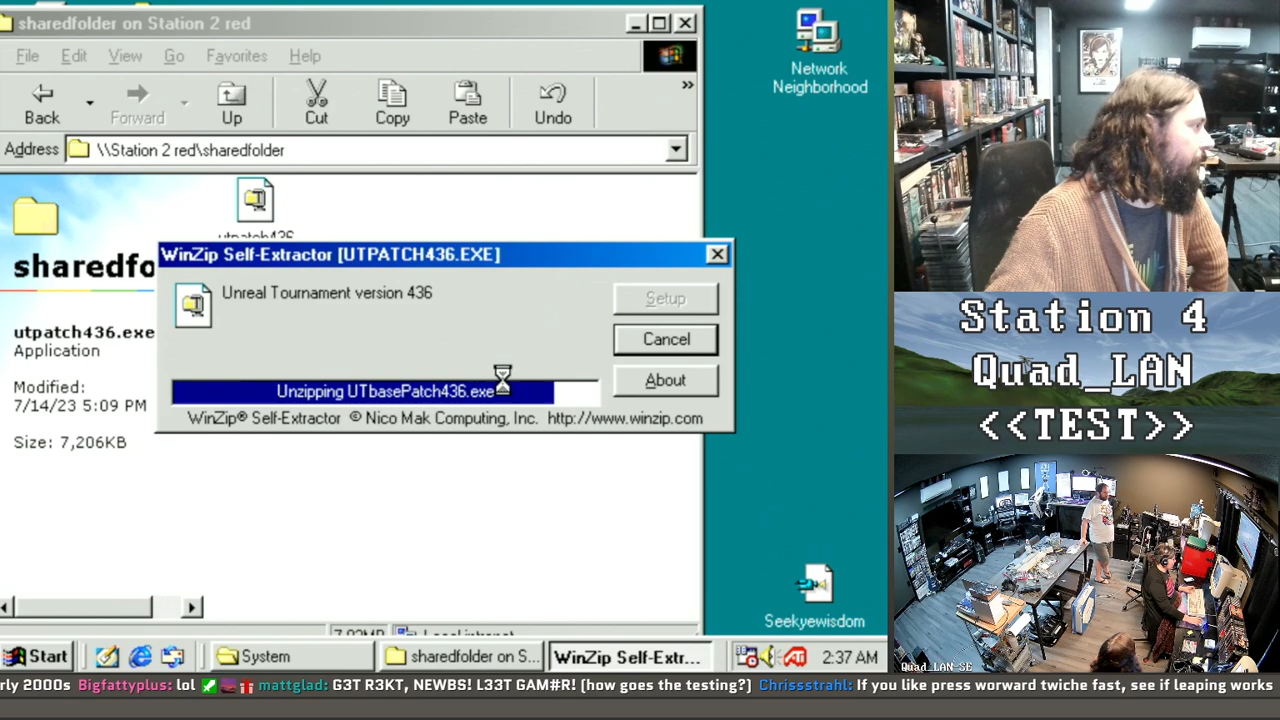 sharedfolder on Station 2 red
File Edit View Go Favorites Help
Back Forward Up Cut Copy Paste Undo »
Address \\Station 2 red\sharedfolder
utpatch436
sharedfo
utpatch436.exe
Application
Modified:
7/14/23 5:09 PM
Size: 7,206KB
WinZip Self-Extractor [UTPATCH436.EXE]
Unreal Tournament version 436
Setup
Cancel
About
Unzipping UTbasePatch436.exe
WinZip® Self-Extractor © Nico Mak Computing, Inc. http://www.winzip.com
Network
Neighborhood
Seekyewisdom
Local intranet
Start System sharedfolder on S... WinZip Self-Extr... 2:37 AM
Station 4
Quad_LAN
<<TEST>>
Quad_LAN-SE
rly 2000s Bigfattyplus: lol mattglad: G3T R3KT, NEWBS! L33T GAM#R! (how goes the testing?) Chrissstrahl: If you like press worward twiche fast, see if leaping works